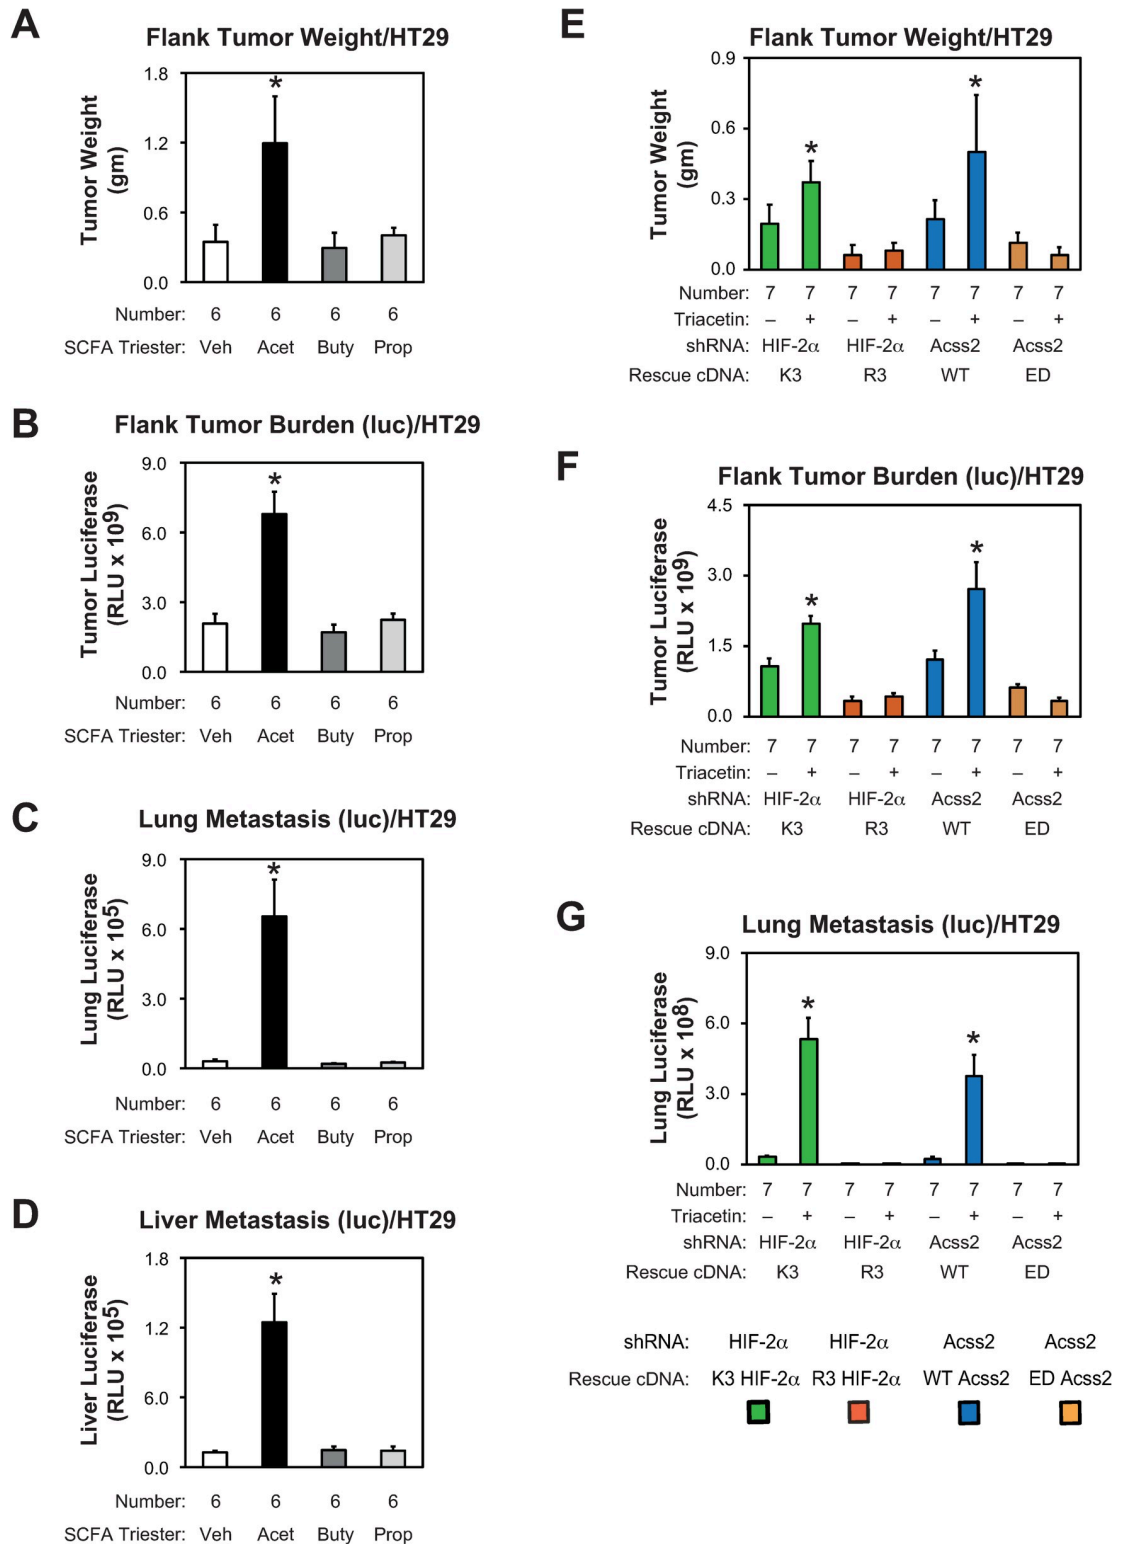 A
Flank Tumor Weight/HT29
Tumor Weight
(gm)
1.8
1.2
0.6
0.0
*
Number: 6 6 6 6
SCFA Triester: Veh Acet Buty Prop
B
Flank Tumor Burden (luc)/HT29
Tumor Luciferase
(RLU x 10⁹)
9.0
6.0
3.0
0.0
*
Number: 6 6 6 6
SCFA Triester: Veh Acet Buty Prop
C
Lung Metastasis (luc)/HT29
Lung Luciferase
(RLU x 10⁵)
9.0
6.0
3.0
0.0
*
Number: 6 6 6 6
SCFA Triester: Veh Acet Buty Prop
D
Liver Metastasis (luc)/HT29
Liver Luciferase
(RLU x 10⁵)
1.8
1.2
6.0
0.0
*
Number: 6 6 6 6
SCFA Triester: Veh Acet Buty Prop
E
Flank Tumor Weight/HT29
Tumor Weight
(gm)
0.9
0.6
0.3
0.0
* *
Number: 7 7 7 7 7 7 7 7
Triacetin: – + – + – + – +
shRNA: HIF-2α HIF-2α Acss2 Acss2
Rescue cDNA: K3 R3 WT ED
F
Flank Tumor Burden (luc)/HT29
Tumor Luciferase
(RLU x 10⁹)
4.5
3.0
1.5
0.0
* *
Number: 7 7 7 7 7 7 7 7
Triacetin: – + – + – + – +
shRNA: HIF-2α HIF-2α Acss2 Acss2
Rescue cDNA: K3 R3 WT ED
G
Lung Metastasis (luc)/HT29
Lung Luciferase
(RLU x 10⁸)
9.0
6.0
3.0
0.0
* *
Number: 7 7 7 7 7 7 7 7
Triacetin: – + – + – + – +
shRNA: HIF-2α HIF-2α Acss2 Acss2
Rescue cDNA: K3 R3 WT ED
shRNA: HIF-2α HIF-2α Acss2 Acss2
Rescue cDNA: K3 HIF-2α R3 HIF-2α WT Acss2 ED Acss2